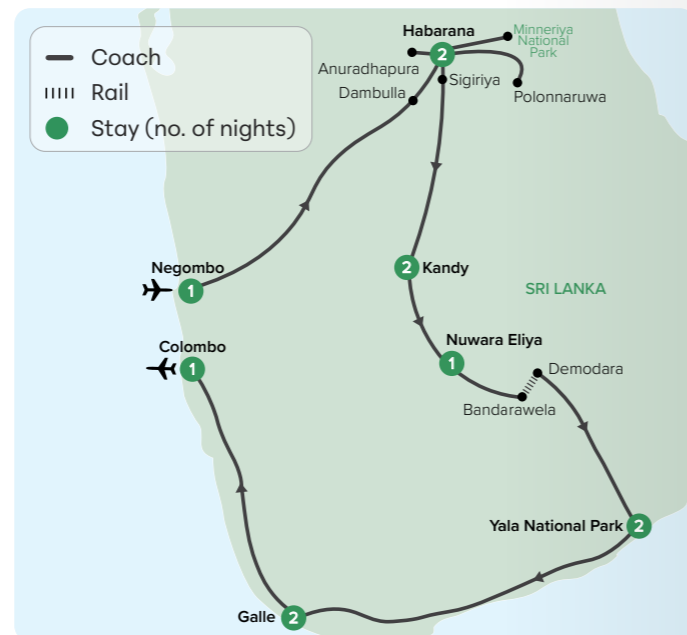 Coach
Rail
Stay (no. of nights)
Habarana
2
Minneriya
National
Park
Anuradhapura
Sigiriya
Dambulla
Polonnaruwa
Negombo
1
2 Kandy
SRI LANKA
Colombo
1
Nuwara Eliya
1
Demodara
Bandarawela
Yala National Park 2
Galle 2